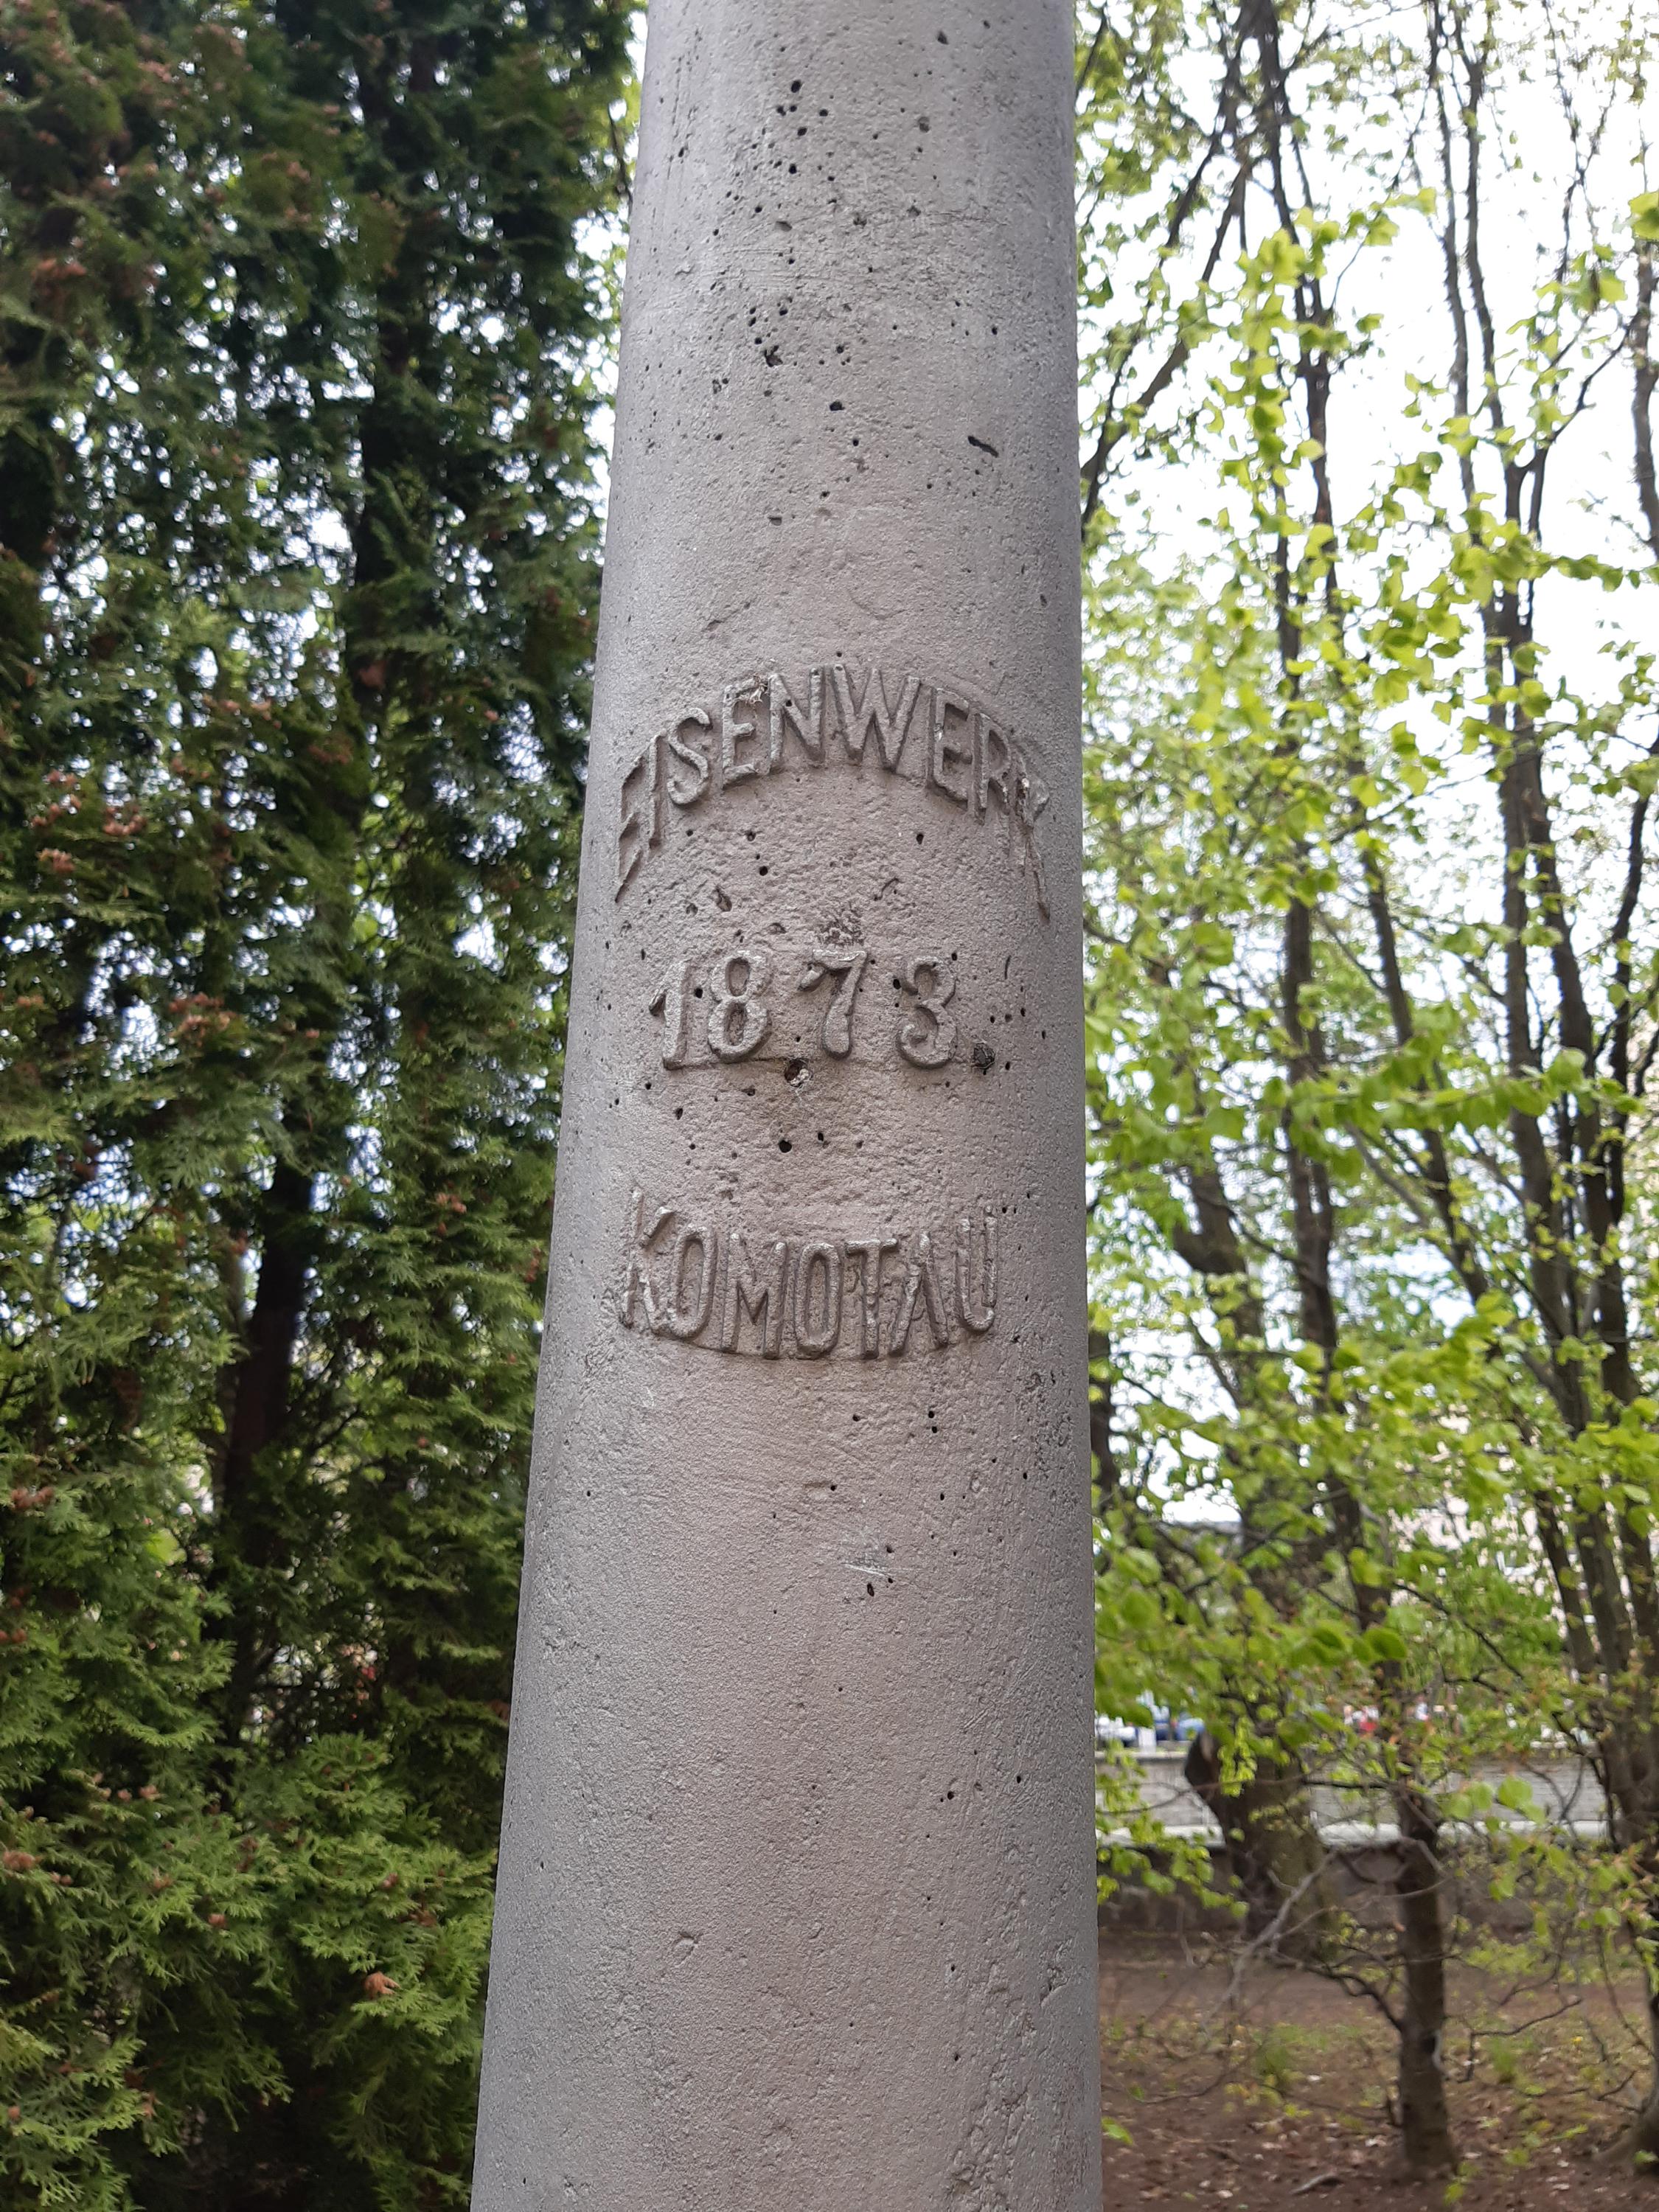 EISENWERK
1873.
KOMOTAU